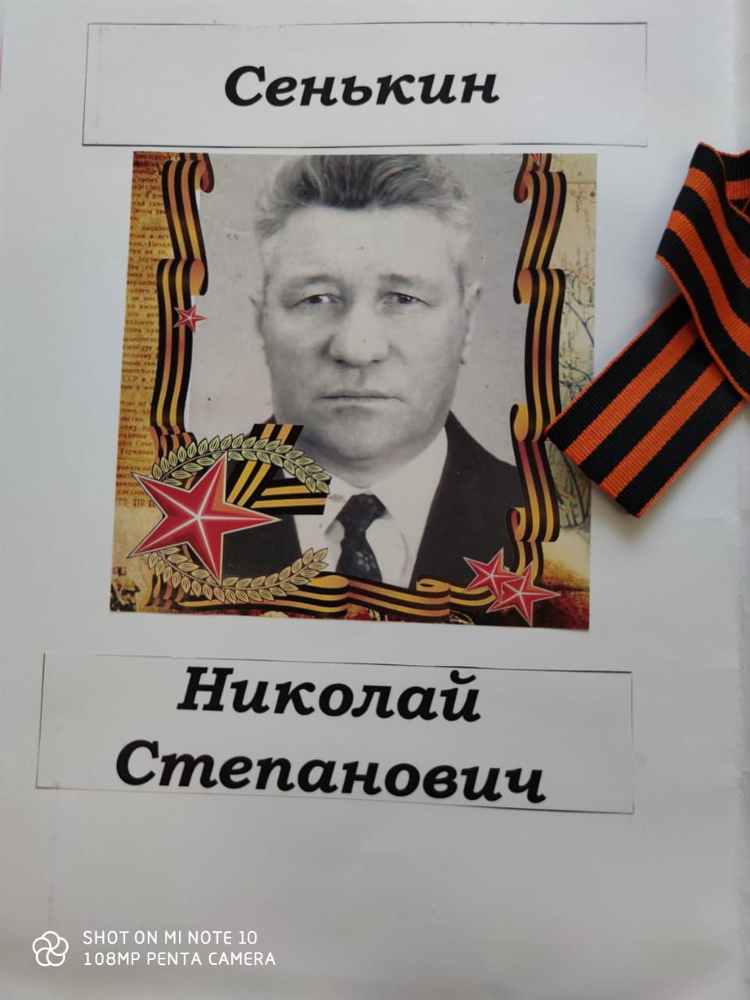 Сенькин
Николай
Степанович
SHOT ON MI NOTE 10
108MP PENTA CAMERA